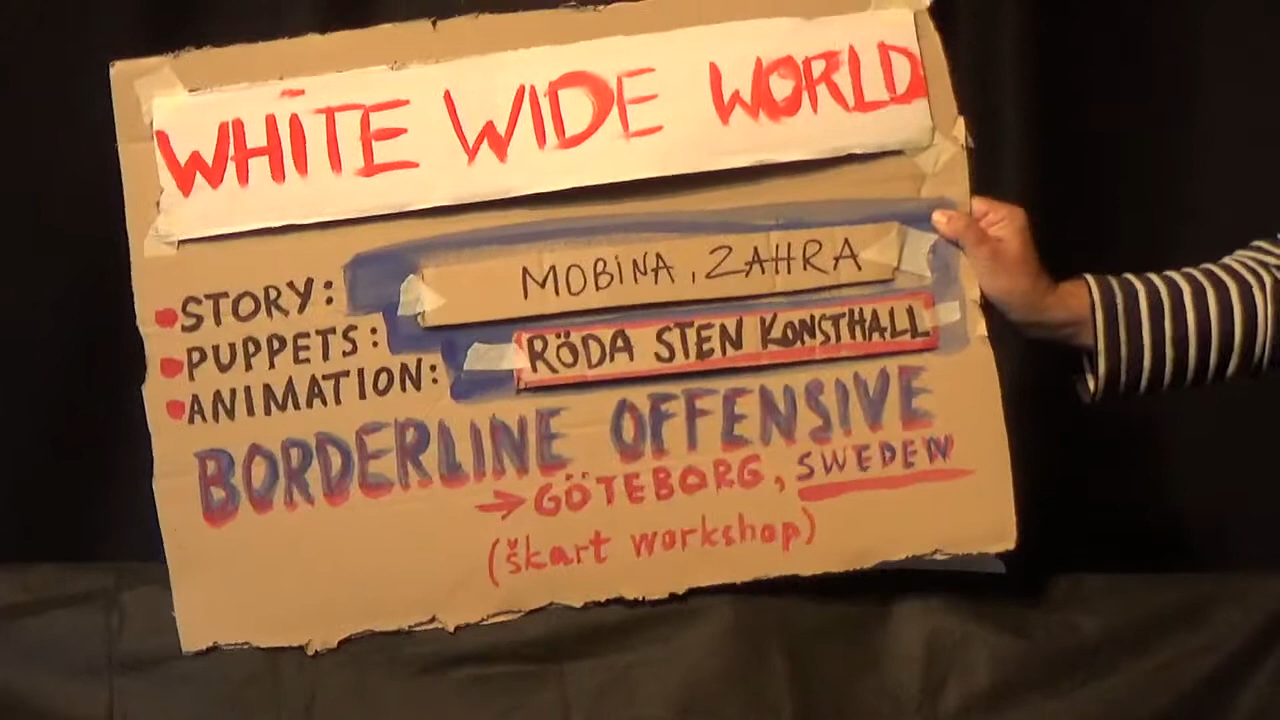 WHiTE WIDE WORLD
•STORY: MOBiNA, ZAHRA
•PUPPETS:
•ANIMATION: RÖDA STEN KONSTHALL
BORDERLINE OFFENSIVE
→GÖTEBORG, SWEDEN
(škart workshop)